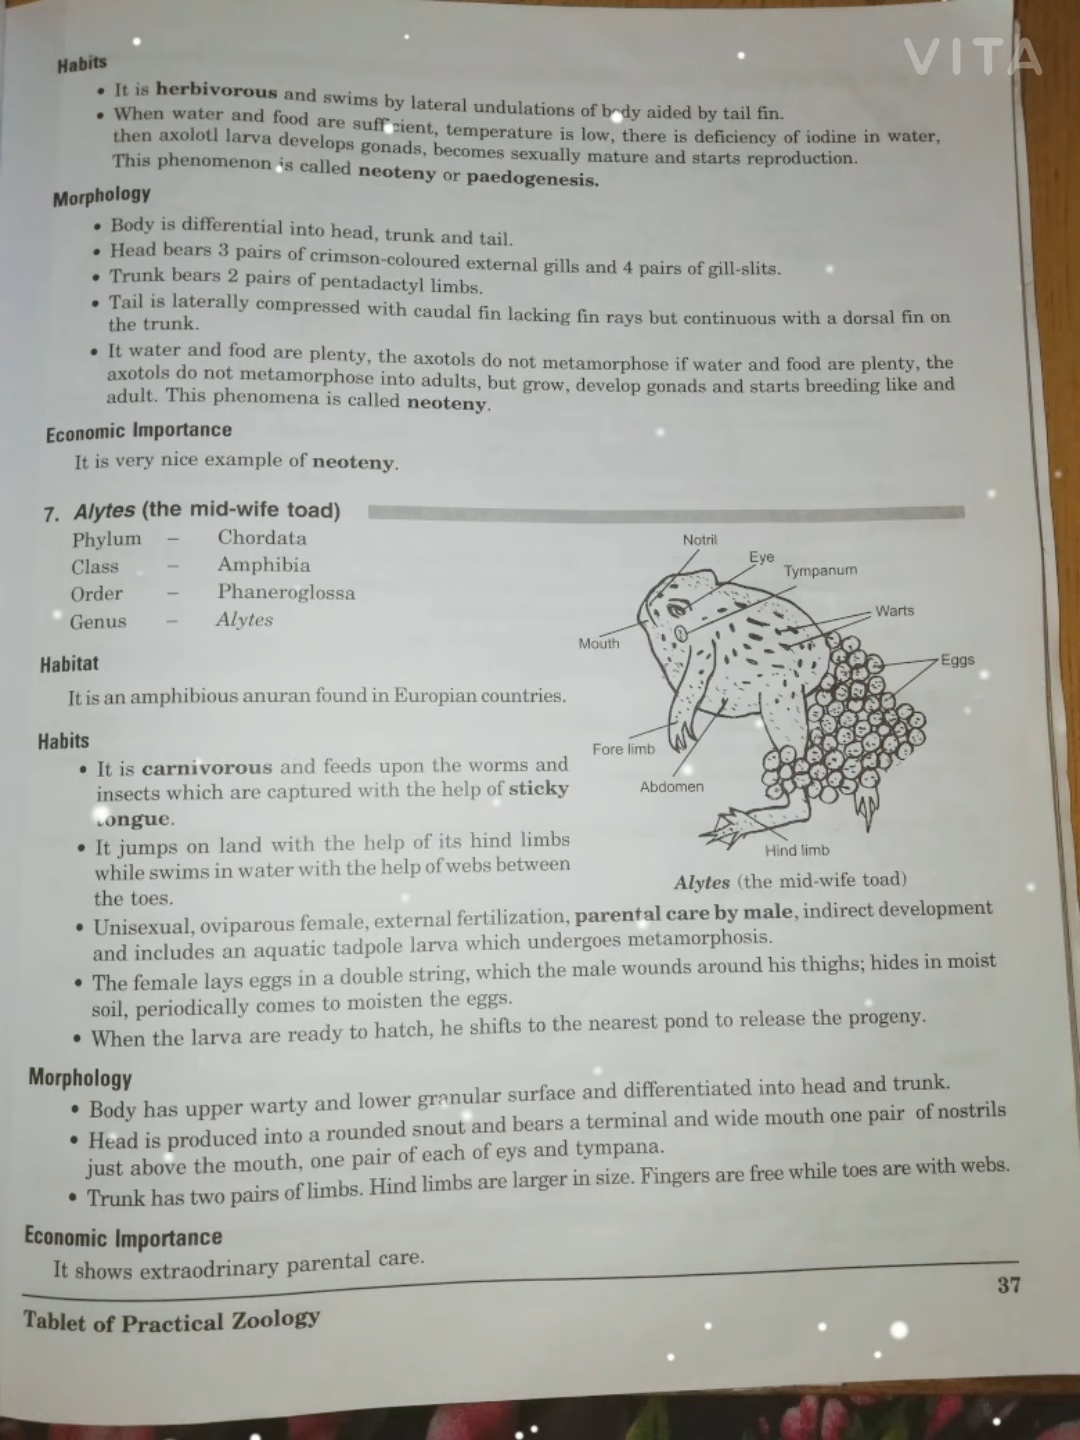 VITA
Habits
• It is herbivorous and swims by lateral undulations of body aided by tail fin.
• When water and food are sufficient, temperature is low, there is deficiency of iodine in water,
then axolotl larva develops gonads, becomes sexually mature and starts reproduction.
This phenomenon is called neoteny or paedogenesis.
Morphology
• Body is differential into head, trunk and tail.
• Head bears 3 pairs of crimson-coloured external gills and 4 pairs of gill-slits.
• Trunk bears 2 pairs of pentadactyl limbs.
• Tail is laterally compressed with caudal fin lacking fin rays but continuous with a dorsal fin on
the trunk.
• It water and food are plenty, the axotols do not metamorphose if water and food are plenty, the
axotols do not metamorphose into adults, but grow, develop gonads and starts breeding like and
adult. This phenomena is called neoteny.
Economic Importance
It is very nice example of neoteny.
7. Alytes (the mid-wife toad)
Phylum – Chordata
Class – Amphibia
Order – Phaneroglossa
Genus – Alytes
Habitat
It is an amphibious anuran found in Europian countries.
Habits
• It is carnivorous and feeds upon the worms and
insects which are captured with the help of sticky
tongue.
• It jumps on land with the help of its hind limbs
while swims in water with the help of webs between
the toes.
Notril
Eye
Tympanum
Warts
Mouth
Eggs
Fore limb
Abdomen
Hind limb
Alytes (the mid-wife toad)
• Unisexual, oviparous female, external fertilization, parental care by male, indirect development
and includes an aquatic tadpole larva which undergoes metamorphosis.
• The female lays eggs in a double string, which the male wounds around his thighs; hides in moist
soil, periodically comes to moisten the eggs.
• When the larva are ready to hatch, he shifts to the nearest pond to release the progeny.
Morphology
• Body has upper warty and lower granular surface and differentiated into head and trunk.
• Head is produced into a rounded snout and bears a terminal and wide mouth one pair of nostrils
just above the mouth, one pair of each of eys and tympana.
• Trunk has two pairs of limbs. Hind limbs are larger in size. Fingers are free while toes are with webs.
Economic Importance
It shows extraodrinary parental care.
37
Tablet of Practical Zoology